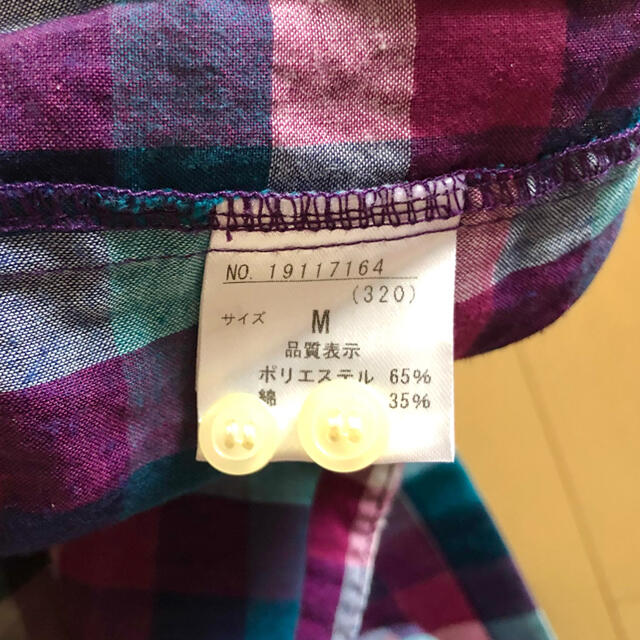 NO. 19117164
(320)
サイズ M
品質表示
ポリエステル 65%
綿 35%